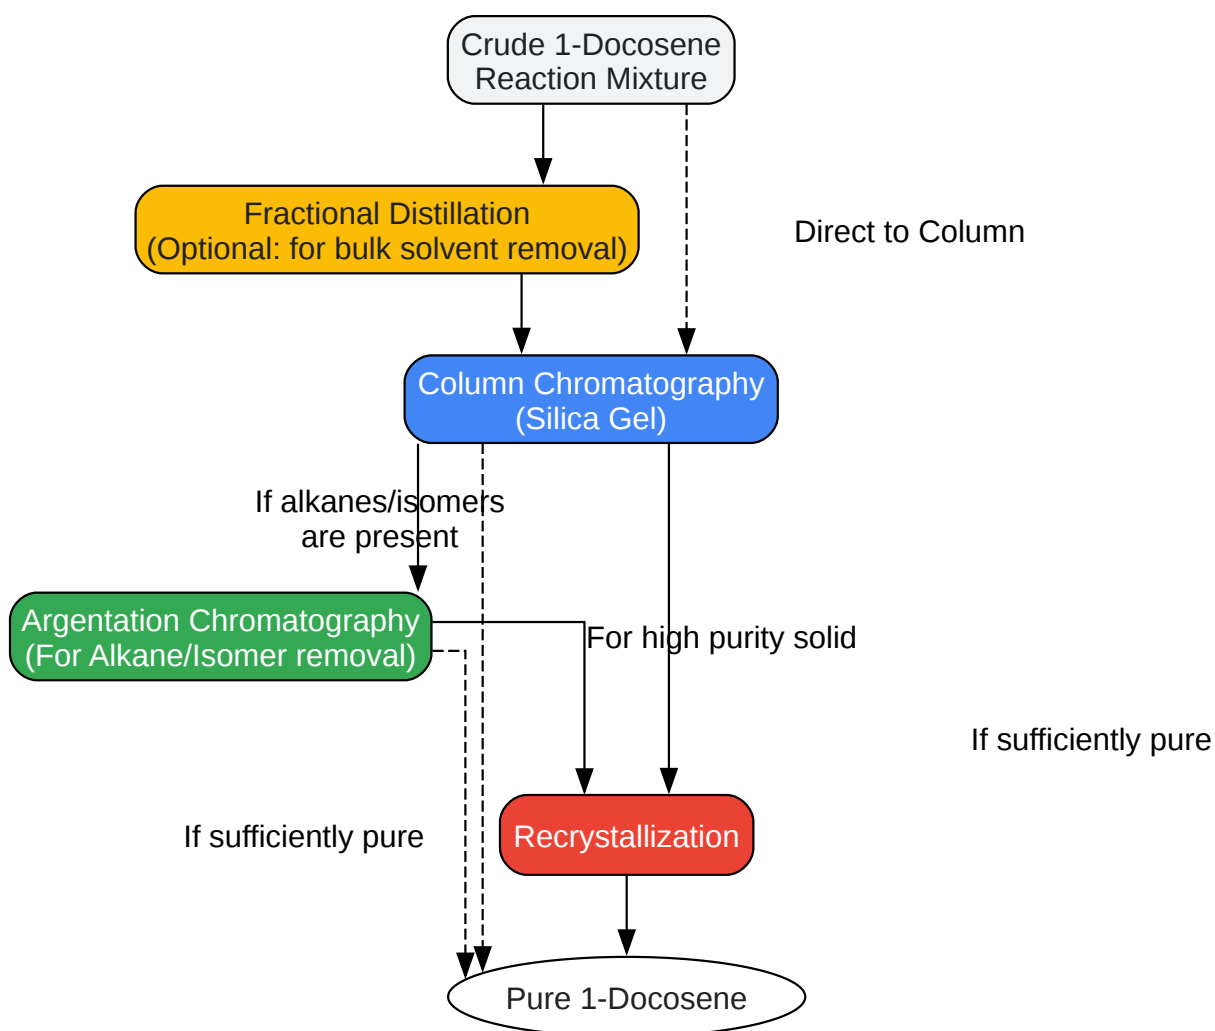 Crude 1-Docosene
Reaction Mixture
Fractional Distillation
(Optional: for bulk solvent removal)
Direct to Column
Column Chromatography
(Silica Gel)
If alkanes/isomers
are present
Argentation Chromatography
(For Alkane/Isomer removal)
For high purity solid
If sufficiently pure
If sufficiently pure
Recrystallization
Pure 1-Docosene